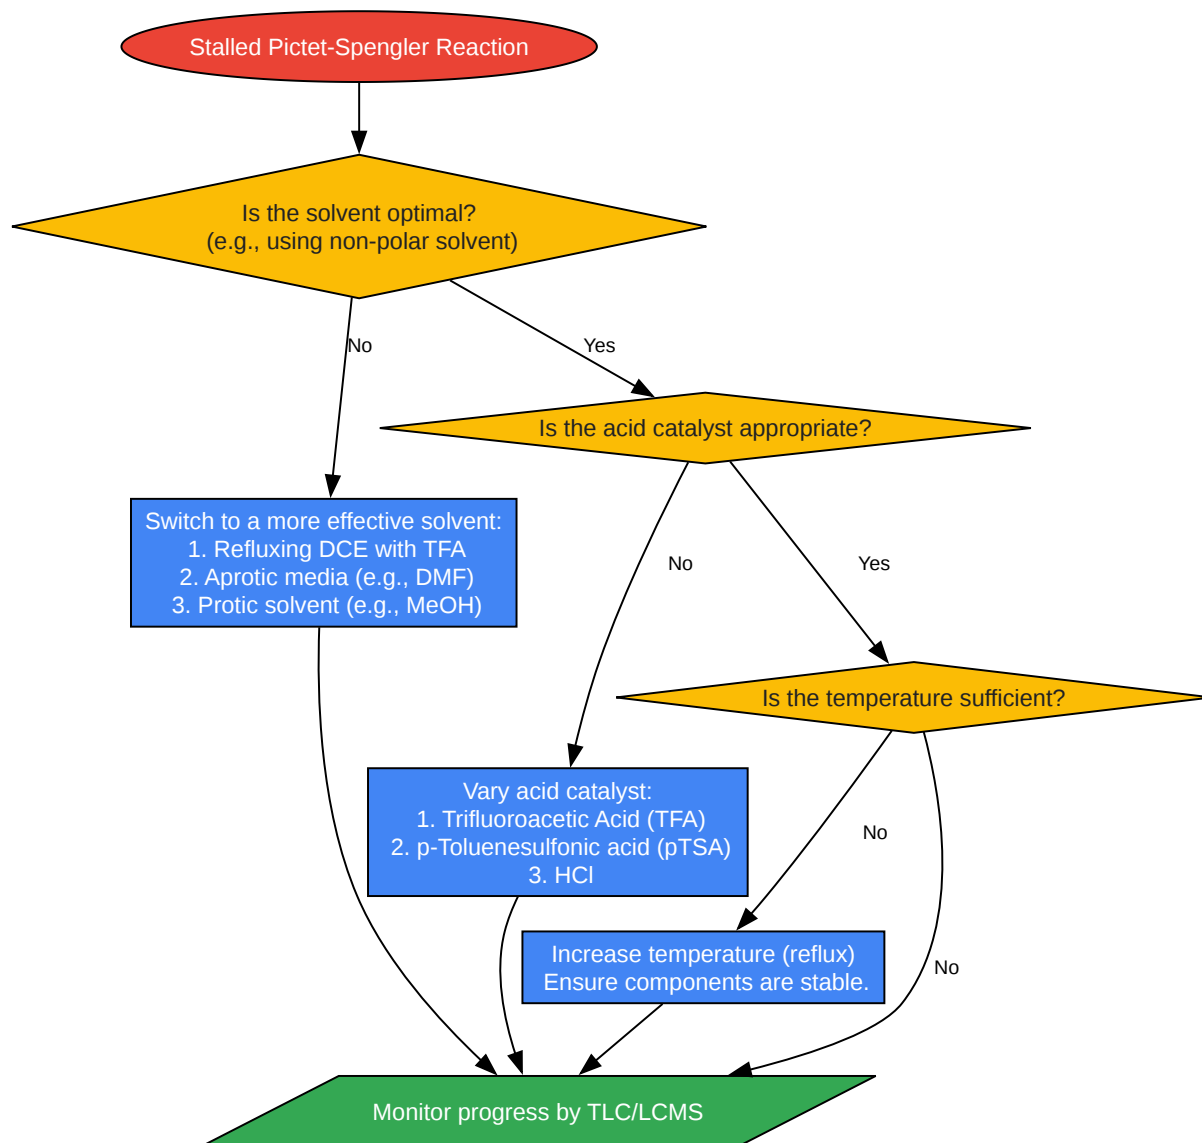 Stalled Pictet-Spengler Reaction
Is the solvent optimal?
(e.g., using non-polar solvent)
No
Yes
Is the acid catalyst appropriate?
Switch to a more effective solvent:
1. Refluxing DCE with TFA
2. Aprotic media (e.g., DMF)
3. Protic solvent (e.g., MeOH)
No
Yes
Is the temperature sufficient?
Vary acid catalyst:
1. Trifluoroacetic Acid (TFA)
2. p-Toluenesulfonic acid (pTSA)
3. HCl
No
Increase temperature (reflux)
Ensure components are stable.
No
Monitor progress by TLC/LCMS